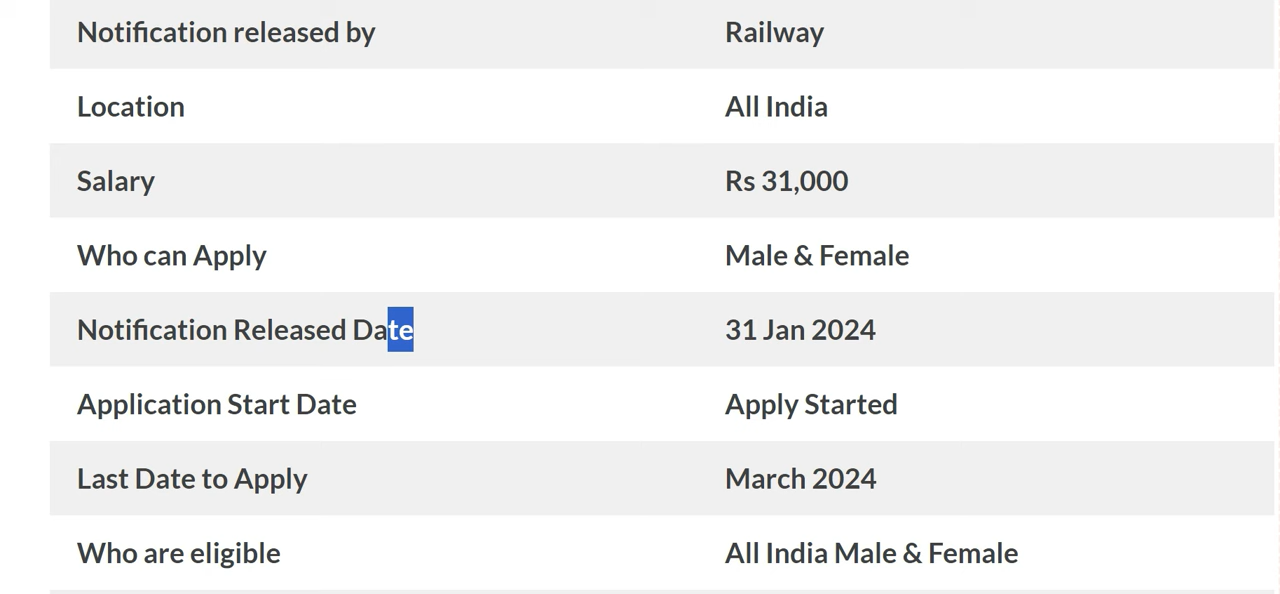 Notification released by Railway
Location All India
Salary Rs 31,000
Who can Apply Male & Female
Notification Released Date 31 Jan 2024
Application Start Date Apply Started
Last Date to Apply March 2024
Who are eligible All India Male & Female